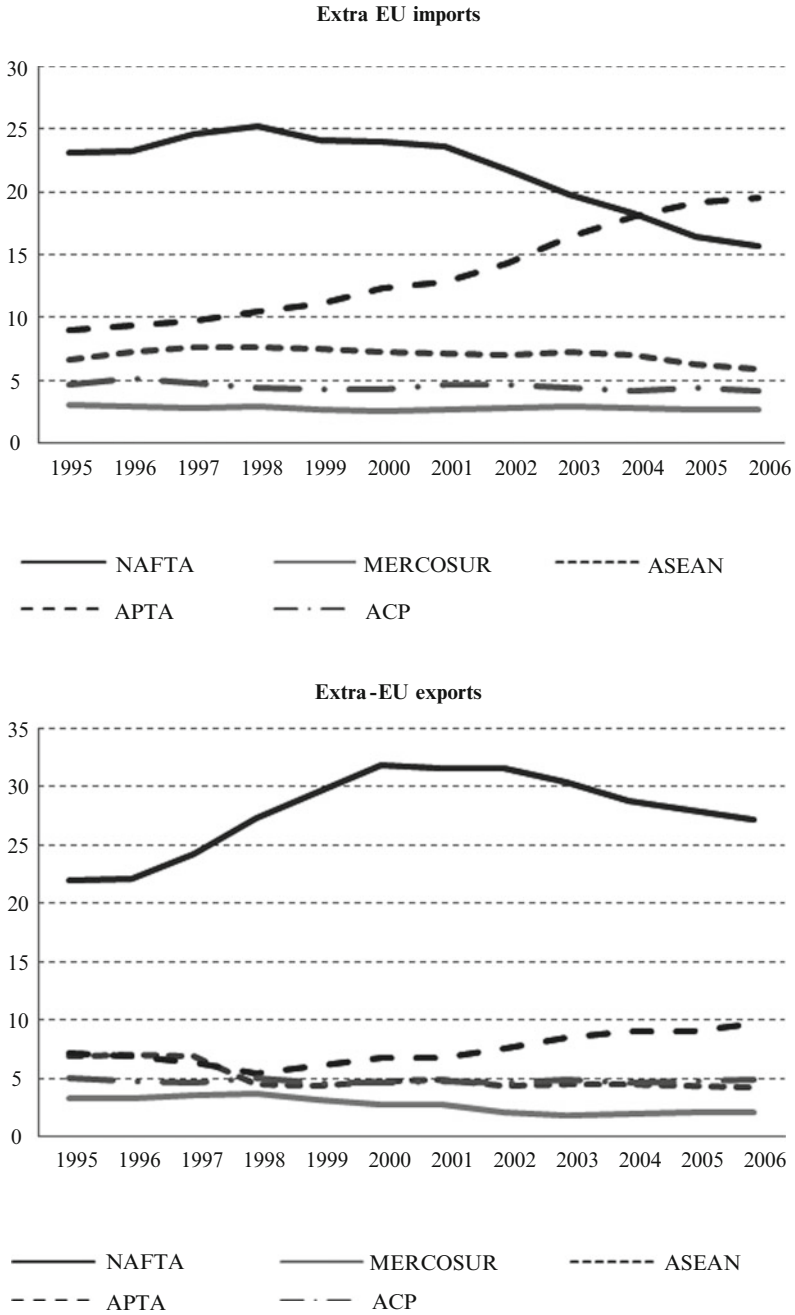 Extra EU imports
30
25
20
15
10
5
0
1995 1996 1997 1998 1999 2000 2001 2002 2003 2004 2005 2006
NAFTA MERCOSUR ASEAN
APTA ACP
Extra-EU exports
35
30
25
20
15
10
5
0
1995 1996 1997 1998 1999 2000 2001 2002 2003 2004 2005 2006
NAFTA MERCOSUR ASEAN
APTA ACP